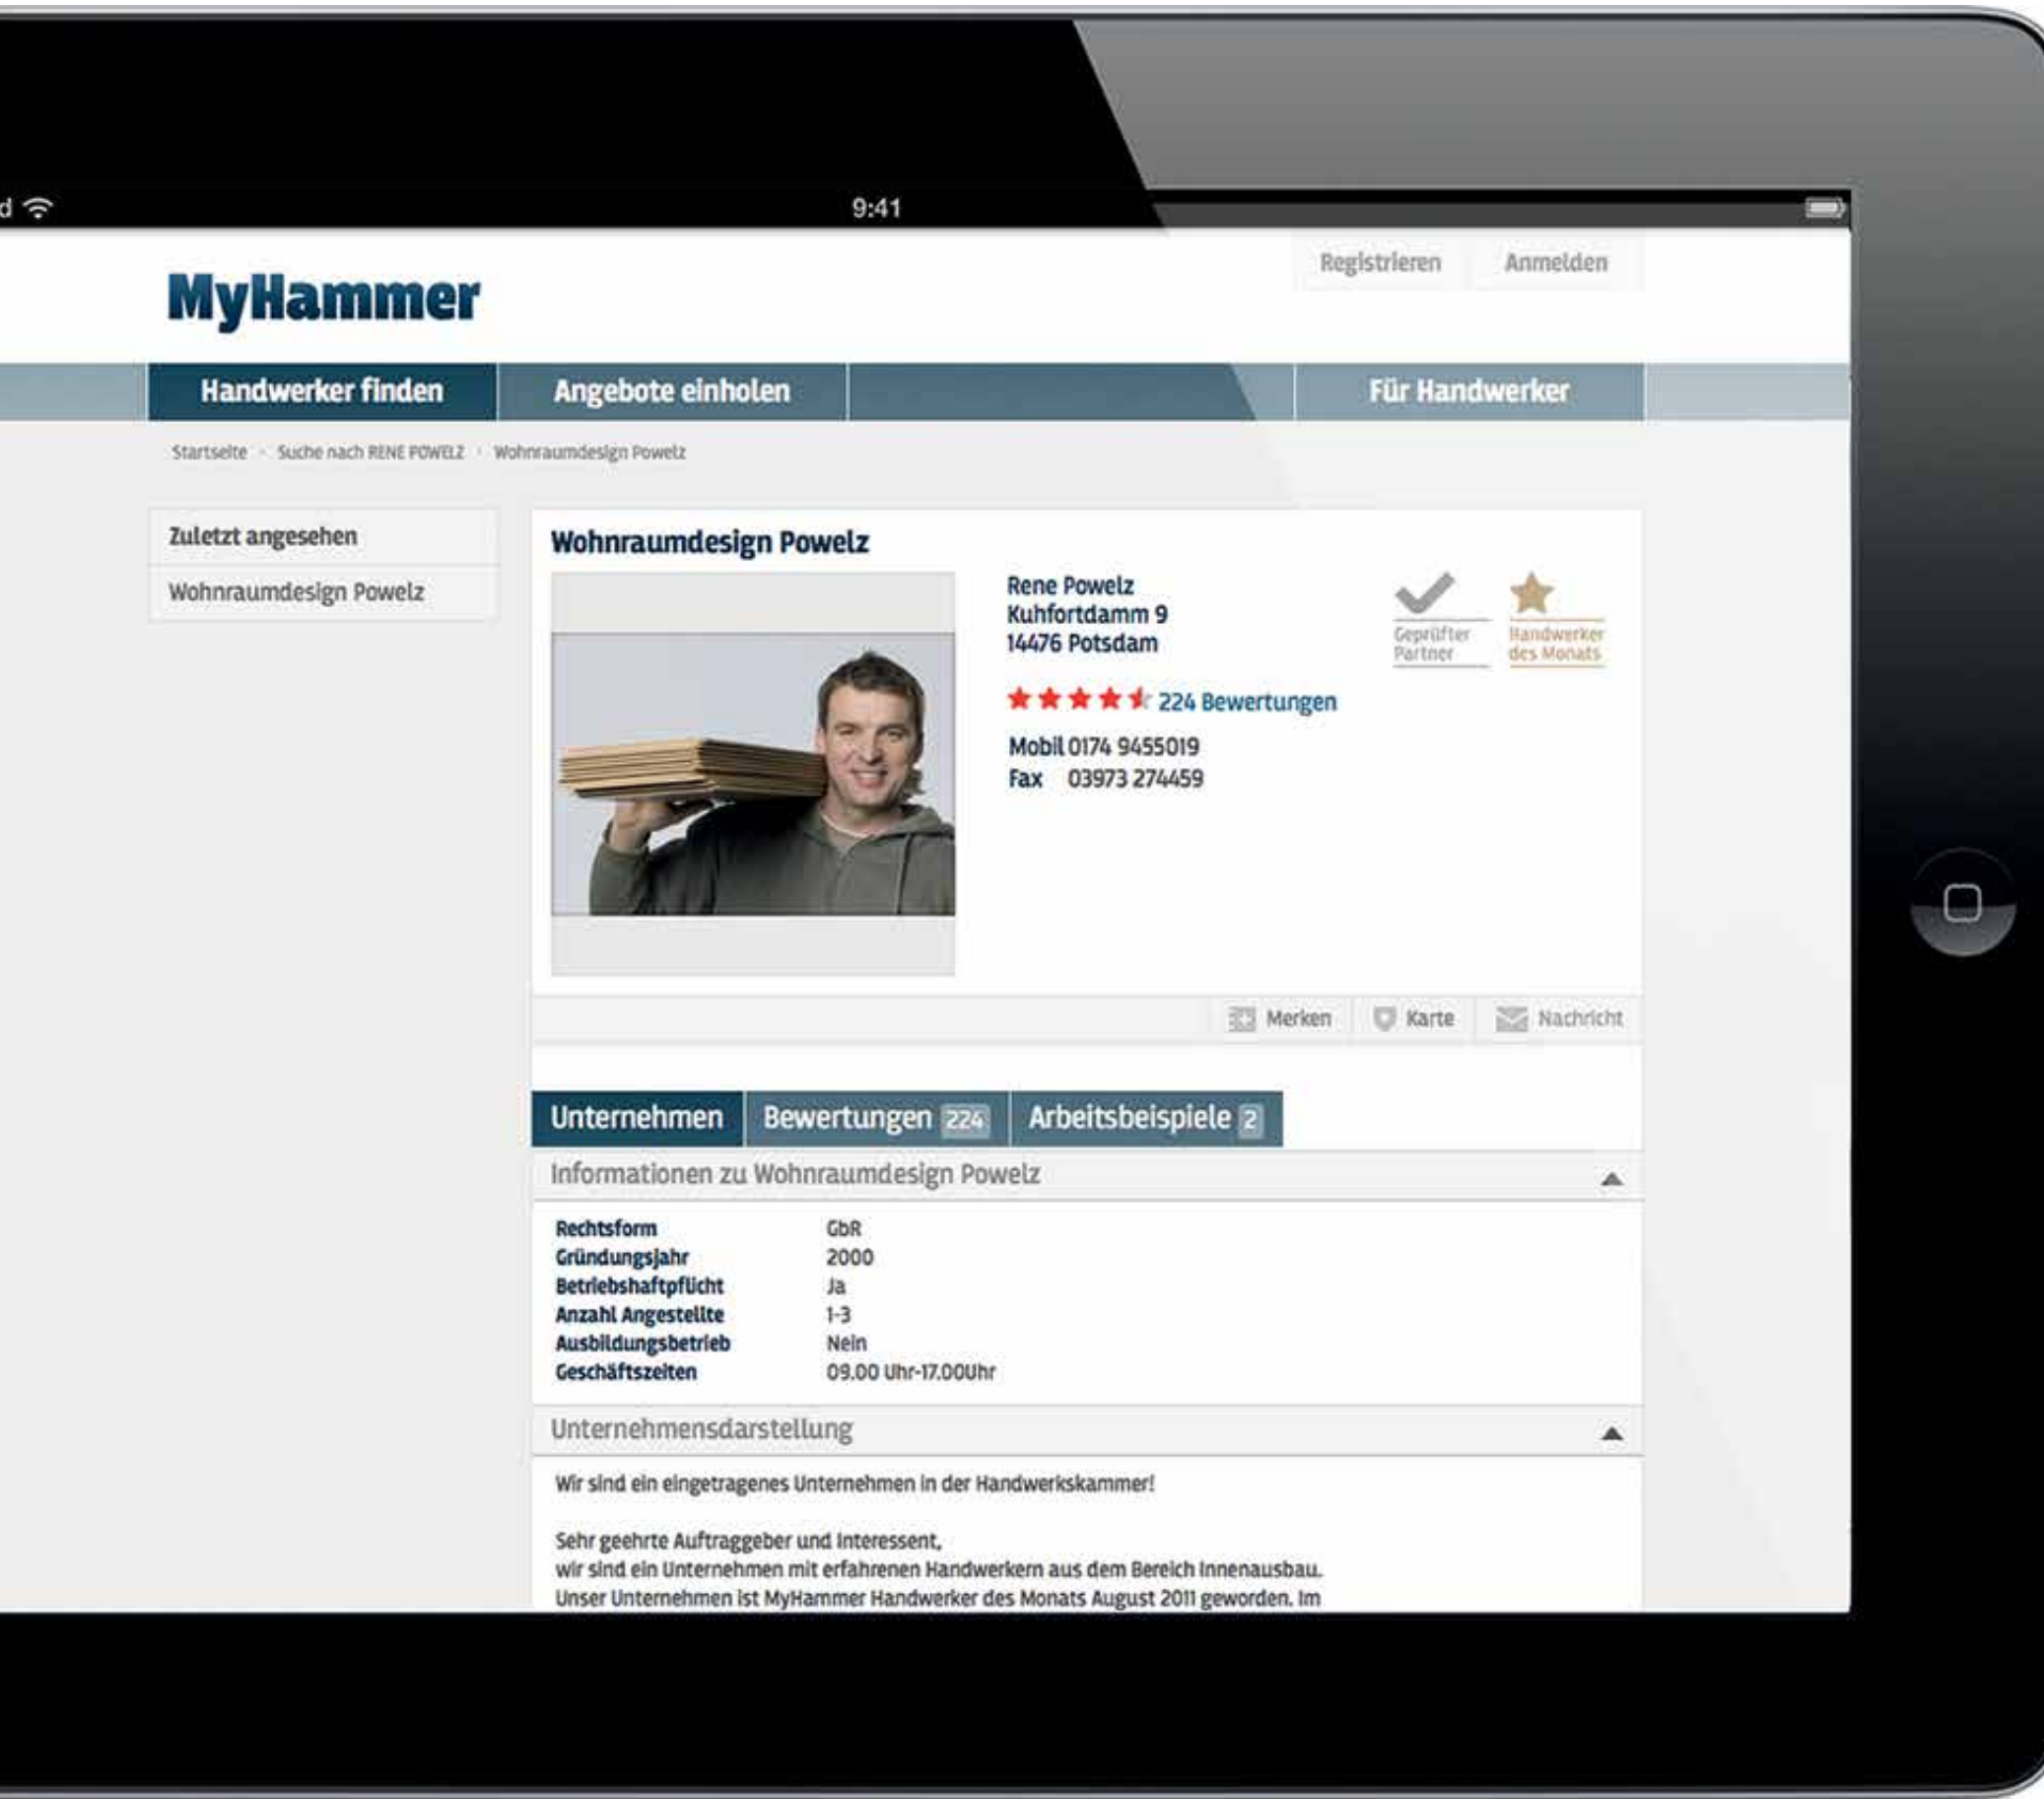 9:41
Registrieren Anmelden
MyHammer
Handwerker finden Angebote einholen Für Handwerker
Startseite Suche nach RENE POWELZ Wohnraumdesign Powelz
Zuletzt angesehen
Wohnraumdesign Powelz
Wohnraumdesign Powelz
Rene Powelz
Kuhfortdamm 9
14476 Potsdam
Geprüfter
Partner
Handwerker
des Monats
224 Bewertungen
Mobil 0174 9455019
Fax 03973 274459
Merken Karte Nachricht
Unternehmen Bewertungen 224 Arbeitsbeispiele 2
Informationen zu Wohnraumdesign Powelz
Rechtsform GbR
Gründungsjahr 2000
Betriebshaftpflicht Ja
Anzahl Angestellte 1-3
Ausbildungsbetrieb Nein
Geschäftszeiten 09.00 Uhr-17.00Uhr
Unternehmensdarstellung
Wir sind ein eingetragenes Unternehmen in der Handwerkskammer!
Sehr geehrte Auftraggeber und Interessent,
wir sind ein Unternehmen mit erfahrenen Handwerkern aus dem Bereich Innenausbau.
Unser Unternehmen ist MyHammer Handwerker des Monats August 2011 geworden. Im